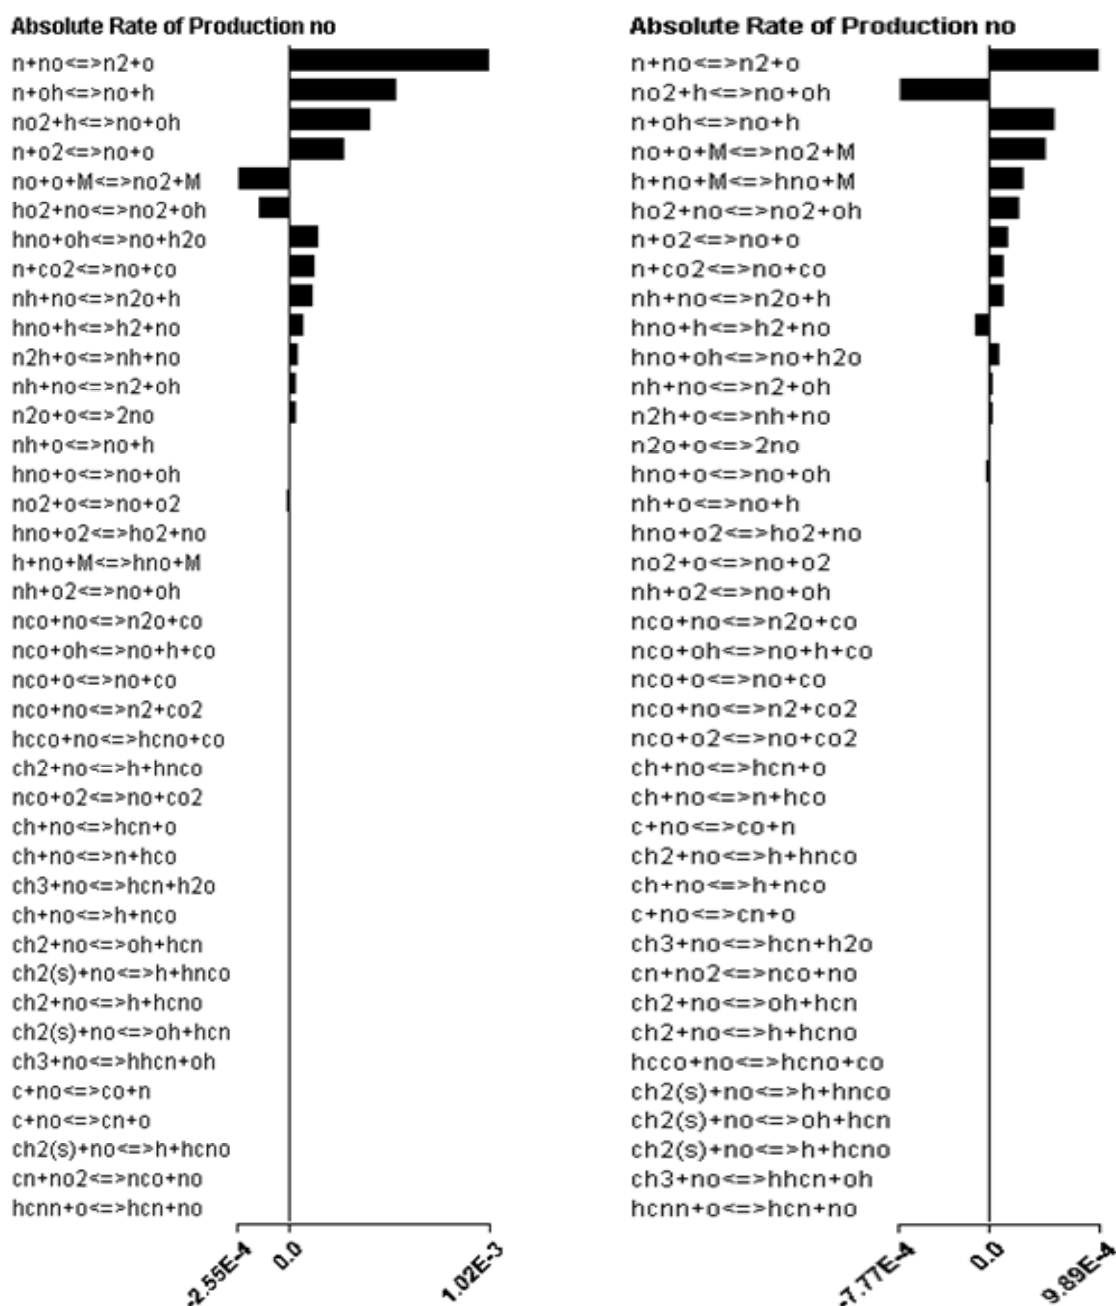 Absolute Rate of Production no
n+no<=>n2+o
n+oh<=>no+h
no2+h<=>no+oh
n+o2<=>no+o
no+o+M<=>no2+M
ho2+no<=>no2+oh
hno+oh<=>no+h2o
n+co2<=>no+co
nh+no<=>n2o+h
hno+h<=>h2+no
n2h+o<=>nh+no
nh+no<=>n2+oh
n2o+o<=>2no
nh+o<=>no+h
hno+o<=>no+oh
no2+o<=>no+o2
hno+o2<=>ho2+no
h+no+M<=>hno+M
nh+o2<=>no+oh
nco+no<=>n2o+co
nco+oh<=>no+h+co
nco+o<=>no+co
nco+no<=>n2+co2
hcco+no<=>hcno+co
ch2+no<=>h+hnco
nco+o2<=>no+co2
ch+no<=>hcn+o
ch+no<=>n+hco
ch3+no<=>hcn+h2o
ch+no<=>h+nco
ch2+no<=>oh+hcn
ch2(s)+no<=>h+hnco
ch2+no<=>h+hcno
ch2(s)+no<=>oh+hcn
ch3+no<=>hhcn+oh
c+no<=>co+n
c+no<=>cn+o
ch2(s)+no<=>h+hcno
cn+no2<=>nco+no
hcnn+o<=>hcn+no
-2.55E-4
0.0
1.02E-3
Absolute Rate of Production no
n+no<=>n2+o
no2+h<=>no+oh
n+oh<=>no+h
no+o+M<=>no2+M
h+no+M<=>hno+M
ho2+no<=>no2+oh
n+o2<=>no+o
n+co2<=>no+co
nh+no<=>n2o+h
hno+h<=>h2+no
hno+oh<=>no+h2o
nh+no<=>n2+oh
n2h+o<=>nh+no
n2o+o<=>2no
hno+o<=>no+oh
nh+o<=>no+h
hno+o2<=>ho2+no
no2+o<=>no+o2
nh+o2<=>no+oh
nco+no<=>n2o+co
nco+oh<=>no+h+co
nco+o<=>no+co
nco+no<=>n2+co2
nco+o2<=>no+co2
ch+no<=>hcn+o
ch+no<=>n+hco
c+no<=>co+n
ch2+no<=>h+hnco
ch+no<=>h+nco
c+no<=>cn+o
ch3+no<=>hcn+h2o
cn+no2<=>nco+no
ch2+no<=>oh+hcn
ch2+no<=>h+hcno
hcco+no<=>hcno+co
ch2(s)+no<=>h+hnco
ch2(s)+no<=>oh+hcn
ch2(s)+no<=>h+hcno
ch3+no<=>hhcn+oh
hcnn+o<=>hcn+no
-7.77E-4
0.0
9.89E-4